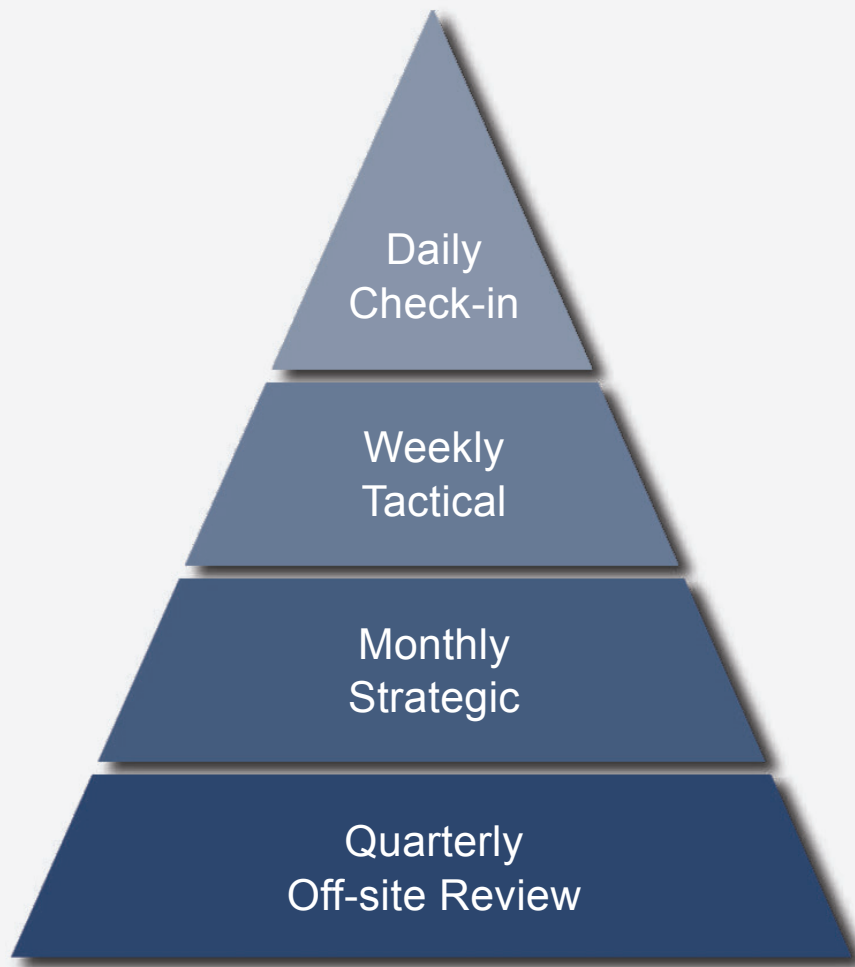 Daily
Check-in
Weekly
Tactical
Monthly
Strategic
Quarterly
Off-site Review